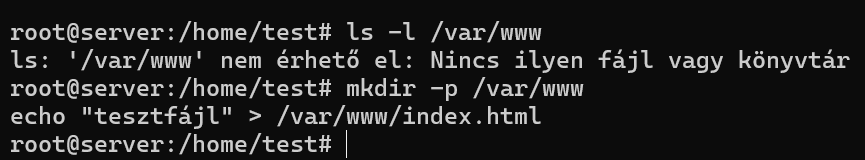 root@server:/home/test# ls -l /var/www
ls: '/var/www' nem érhető el: Nincs ilyen fájl vagy könyvtár
root@server:/home/test# mkdir -p /var/www
echo "tesztfájl" > /var/www/index.html
root@server:/home/test#